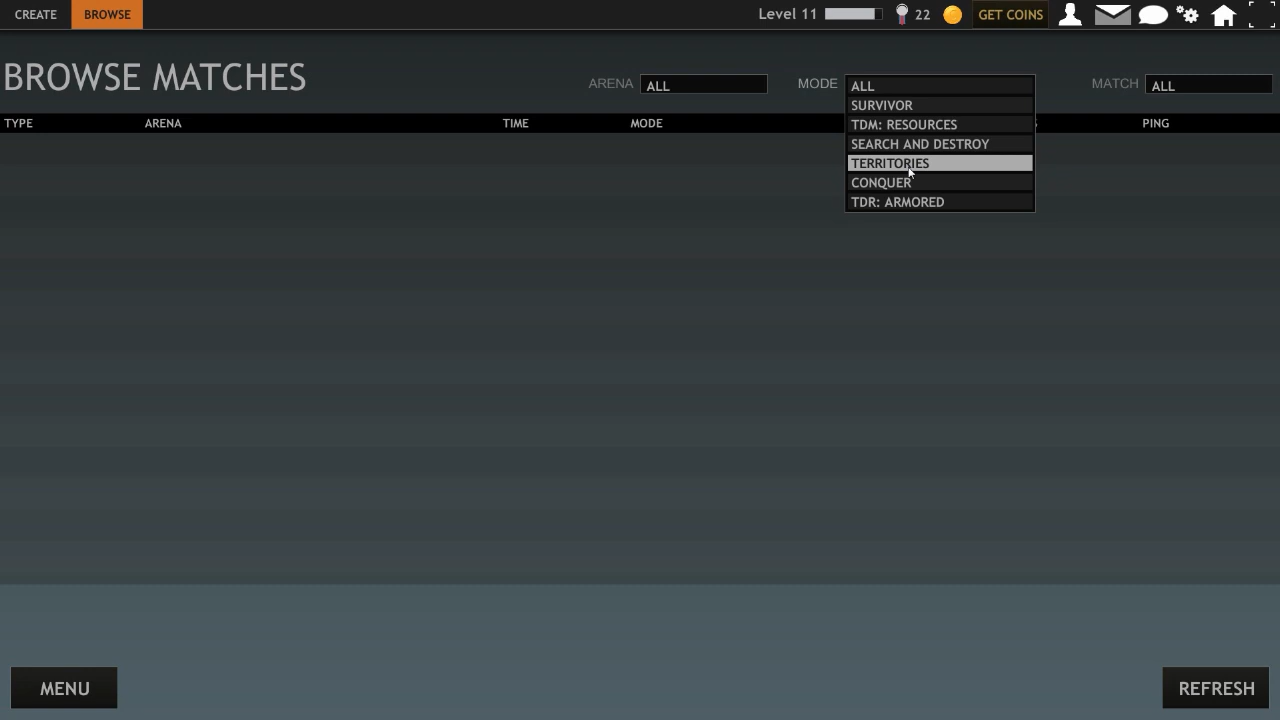 CREATE BROWSE Level 11 22 GET COINS
BROWSE MATCHES ARENA ALL MODE ALL MATCH ALL
SURVIVOR
TYPE ARENA TIME MODE PING
TDM: RESOURCES
SEARCH AND DESTROY
TERRITORIES
CONQUER
TDR: ARMORED
MENU REFRESH